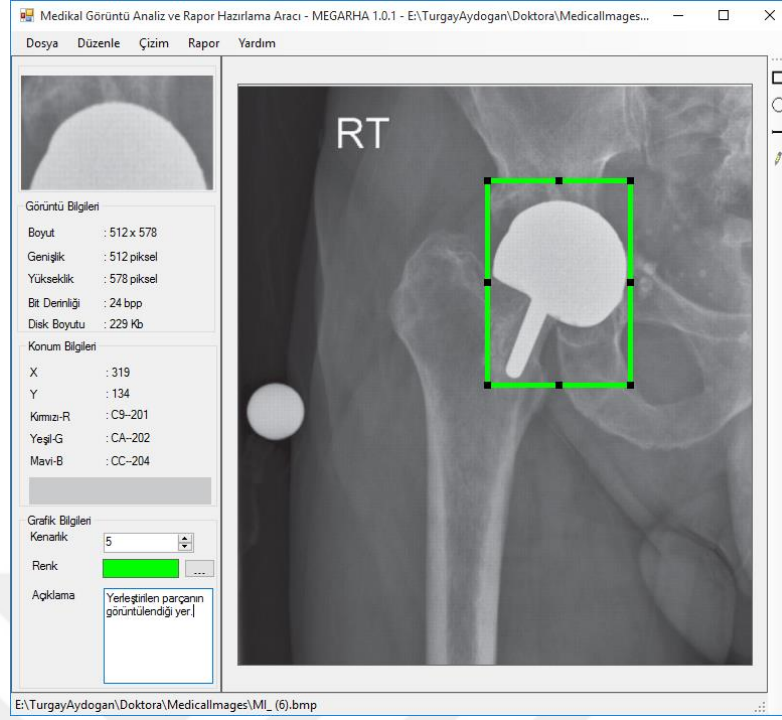 Medikal Görüntü Analiz ve Rapor Hazırlama Aracı - MEGARHA 1.0.1 - E:\TurgayAydogan\Doktora\MedicalImages...
Dosya Düzenle Çizim Rapor Yardım
RT
Görüntü Bilgileri
Boyut : 512 x 578
Genişlik : 512 piksel
Yükseklik : 578 piksel
Bit Derinliği : 24 bpp
Disk Boyutu : 229 Kb
Konum Bilgileri
X : 319
Y : 134
Kırmızı-R : C9--201
Yeşil-G : CA--202
Mavi-B : CC--204
Grafik Bilgileri
Kenarlık 5
Renk ...
Açıklama Yerleştirilen parçanın
görüntülendiği yer.
E:\TurgayAydogan\Doktora\MedicalImages\MI_ (6).bmp